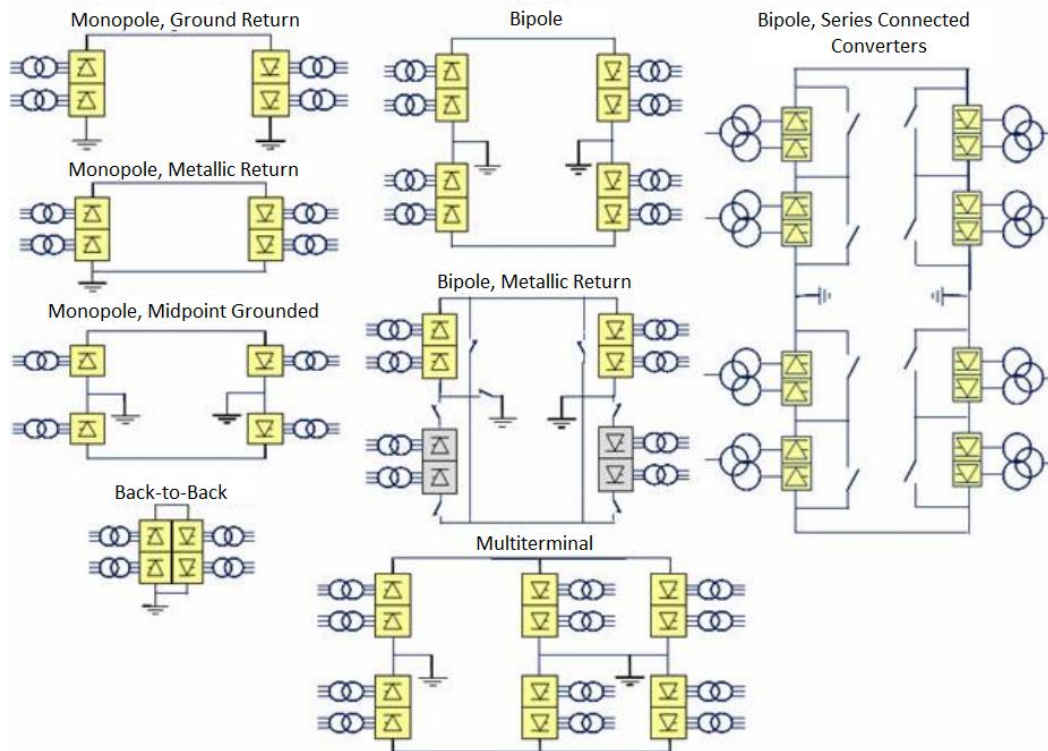 Monopole, Ground Return
Bipole
Bipole, Series Connected
Converters
Monopole, Metallic Return
Monopole, Midpoint Grounded
Bipole, Metallic Return
Back-to-Back
Multiterminal